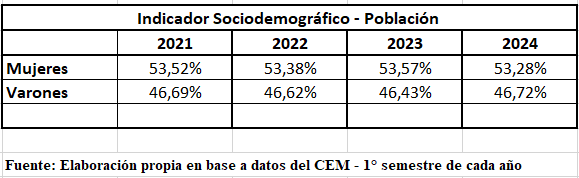 Indicador Sociodemográfico - Población
2021 2022 2023 2024
Mujeres 53,52% 53,38% 53,57% 53,28%
Varones 46,69% 46,62% 46,43% 46,72%
Fuente: Elaboración propia en base a datos del CEM - 1° semestre de cada año